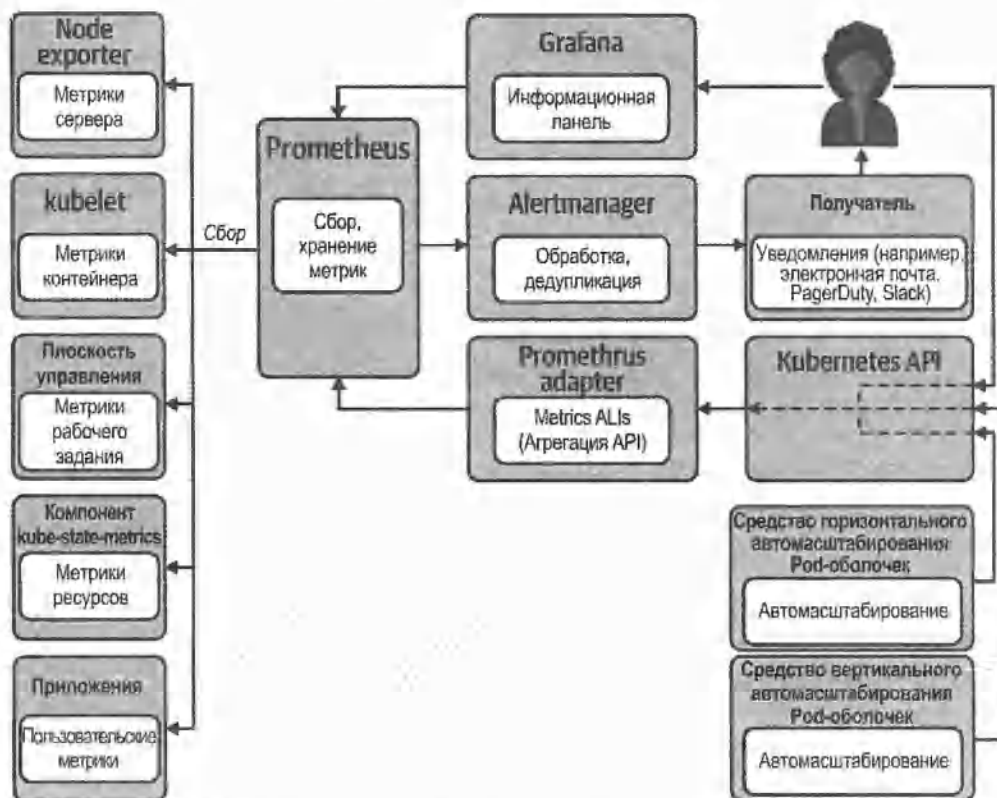 Node
exporter
Метрики
сервера
kubelet
Метрики
контейнера
Плоскость
управления
Метрики
рабочего
задания
Компонент
kube-state-metrics
Метрики
ресурсов
Приложения
Пользовательские
метрики
Сбор
Prometheus
Сбор,
хранение
метрик
Grafana
Информационная
панель
Alertmanager
Обработка,
дедупликация
Promethrus
adapter
Metrics ALIs
(Агрегация API)
Получатель
Уведомления (например,
электронная почта,
PagerDuty, Slack)
Kubernetes API
Средство горизонтального
автомасштабирования
Pod-оболочек
Автомасштабирование
Средство вертикального
автомасштабирования
Pod-оболочек
Автомасштабирование